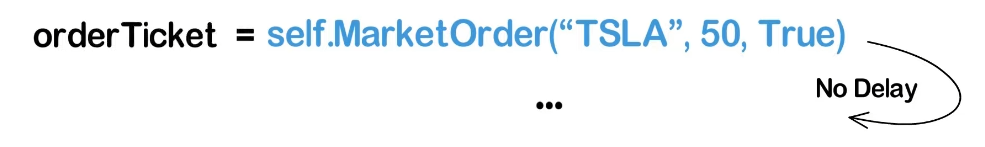 orderTicket = self.MarketOrder(“TSLA”, 50, True)
No Delay
...